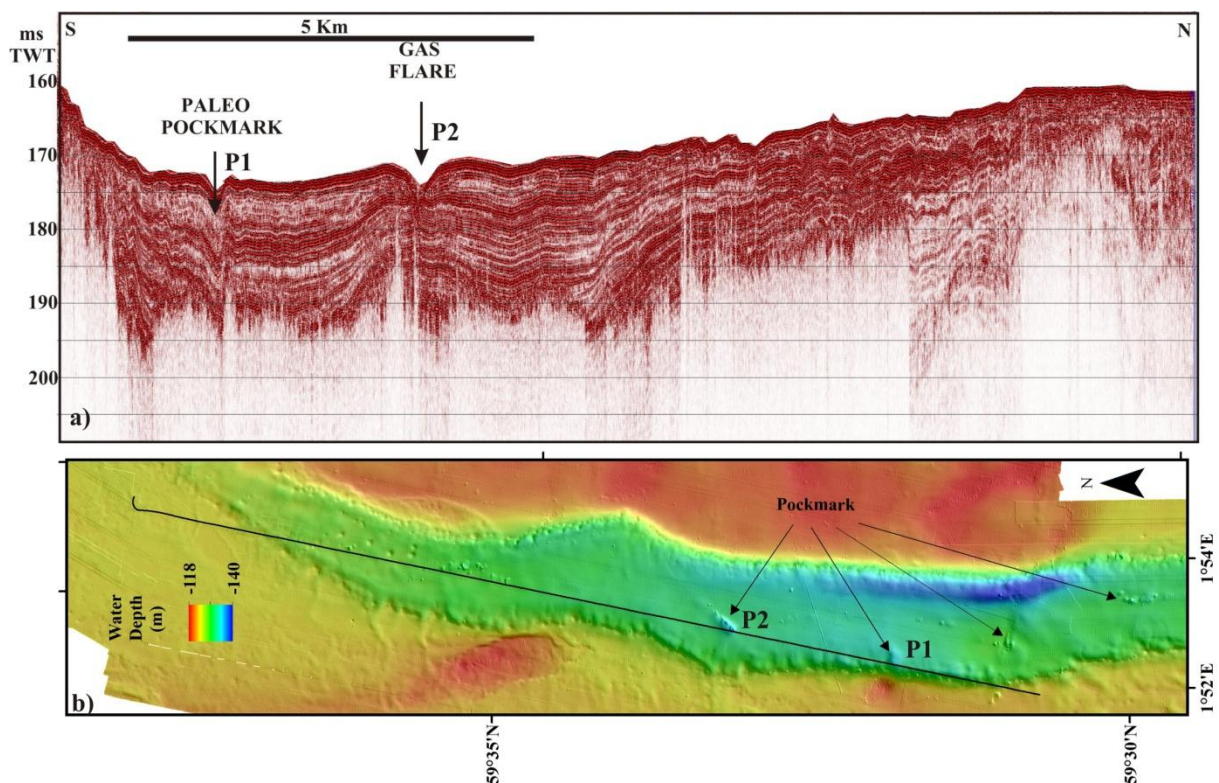 S
5 Km
N
ms
TWT
GAS
FLARE
160
PALEO
POCKMARK
P2
P1
170
180
190
200
a)
N
Pockmark
1°54'E
-118
-140
Water
Depth
(m)
P2
P1
b)
1°52'E
59°35'N
59°30'N